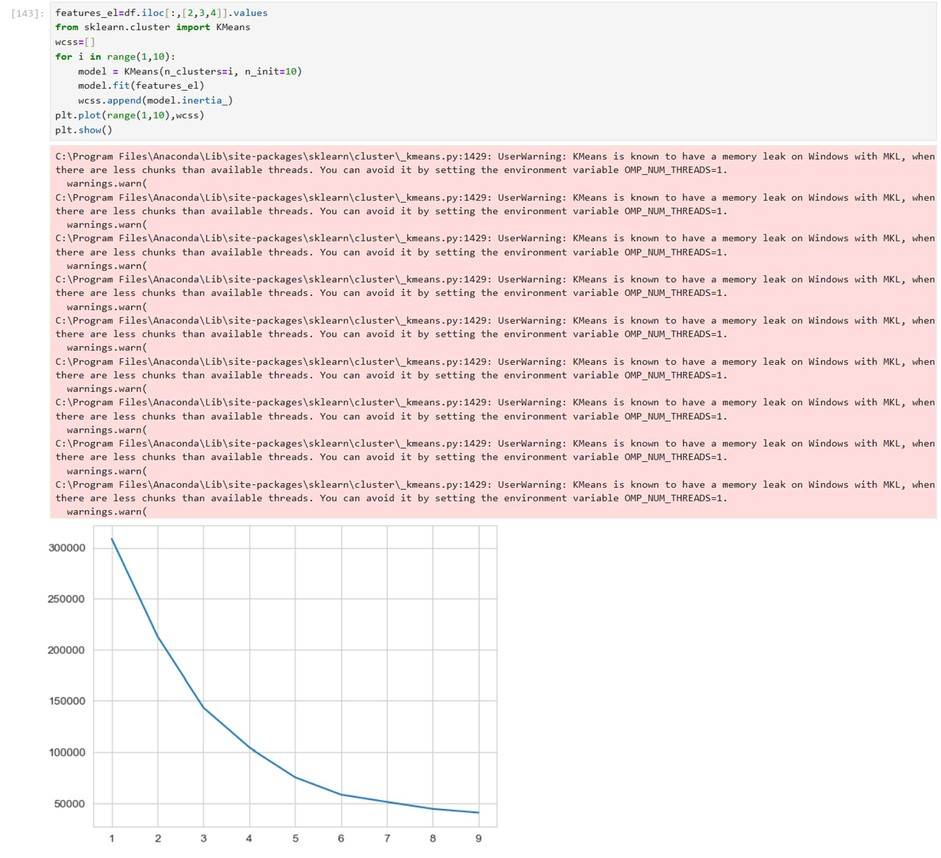 [143]:
features_el=df.iloc[:,[2,3,4]].values
from sklearn.cluster import KMeans
wcss=[]
for i in range(1,10):
    model = KMeans(n_clusters=i, n_init=10)
    model.fit(features_el)
    wcss.append(model.inertia_)
plt.plot(range(1,10),wcss)
plt.show()
C:\Program Files\Anaconda\Lib\site-packages\sklearn\cluster\_kmeans.py:1429: UserWarning: KMeans is known to have a memory leak on Windows with MKL, when
there are less chunks than available threads. You can avoid it by setting the environment variable OMP_NUM_THREADS=1.
  warnings.warn(
C:\Program Files\Anaconda\Lib\site-packages\sklearn\cluster\_kmeans.py:1429: UserWarning: KMeans is known to have a memory leak on Windows with MKL, when
there are less chunks than available threads. You can avoid it by setting the environment variable OMP_NUM_THREADS=1.
  warnings.warn(
C:\Program Files\Anaconda\Lib\site-packages\sklearn\cluster\_kmeans.py:1429: UserWarning: KMeans is known to have a memory leak on Windows with MKL, when
there are less chunks than available threads. You can avoid it by setting the environment variable OMP_NUM_THREADS=1.
  warnings.warn(
C:\Program Files\Anaconda\Lib\site-packages\sklearn\cluster\_kmeans.py:1429: UserWarning: KMeans is known to have a memory leak on Windows with MKL, when
there are less chunks than available threads. You can avoid it by setting the environment variable OMP_NUM_THREADS=1.
  warnings.warn(
C:\Program Files\Anaconda\Lib\site-packages\sklearn\cluster\_kmeans.py:1429: UserWarning: KMeans is known to have a memory leak on Windows with MKL, when
there are less chunks than available threads. You can avoid it by setting the environment variable OMP_NUM_THREADS=1.
  warnings.warn(
C:\Program Files\Anaconda\Lib\site-packages\sklearn\cluster\_kmeans.py:1429: UserWarning: KMeans is known to have a memory leak on Windows with MKL, when
there are less chunks than available threads. You can avoid it by setting the environment variable OMP_NUM_THREADS=1.
  warnings.warn(
C:\Program Files\Anaconda\Lib\site-packages\sklearn\cluster\_kmeans.py:1429: UserWarning: KMeans is known to have a memory leak on Windows with MKL, when
there are less chunks than available threads. You can avoid it by setting the environment variable OMP_NUM_THREADS=1.
  warnings.warn(
C:\Program Files\Anaconda\Lib\site-packages\sklearn\cluster\_kmeans.py:1429: UserWarning: KMeans is known to have a memory leak on Windows with MKL, when
there are less chunks than available threads. You can avoid it by setting the environment variable OMP_NUM_THREADS=1.
  warnings.warn(
C:\Program Files\Anaconda\Lib\site-packages\sklearn\cluster\_kmeans.py:1429: UserWarning: KMeans is known to have a memory leak on Windows with MKL, when
there are less chunks than available threads. You can avoid it by setting the environment variable OMP_NUM_THREADS=1.
  warnings.warn(
300000
250000
200000
150000
100000
50000
1 2 3 4 5 6 7 8 9